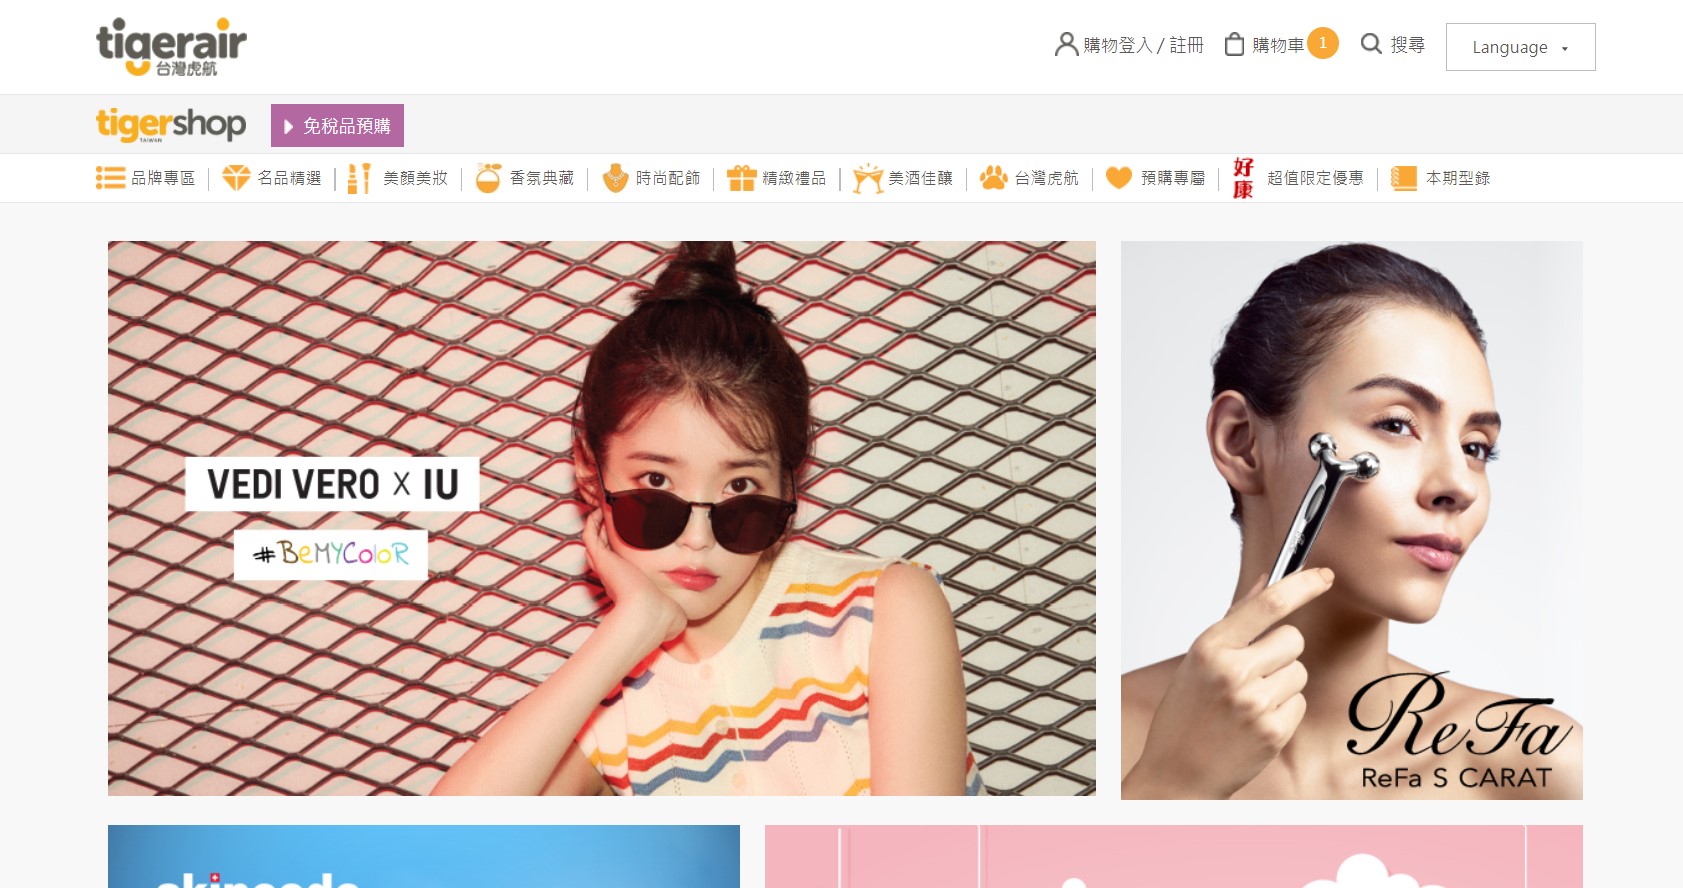 tigerair
台灣虎航
購物登入 / 註冊
購物車 1
搜尋
Language
tigershop
TAIWAN
免稅品預購
品牌專區
名品精選
美顏美妝
香氛典藏
時尚配飾
精緻禮品
美酒佳釀
台灣虎航
預購專屬
好康
超值限定優惠
本期型錄
VEDI VERO X IU
#BeMYColoR
ReFa
ReFa S CARAT